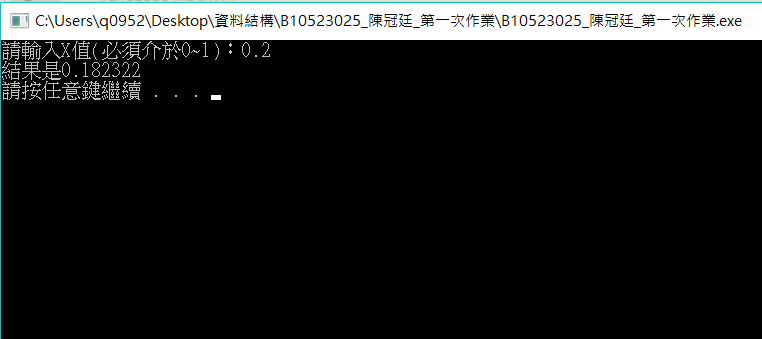 C:\Users\q0952\Desktop\資料結構\B10523025_陳冠廷_第一次作業\B10523025_陳冠廷_第一次作業.exe
請輸入X值(必須介於0~1)：0.2
結果是0.182322
請按任意鍵繼續 . . .